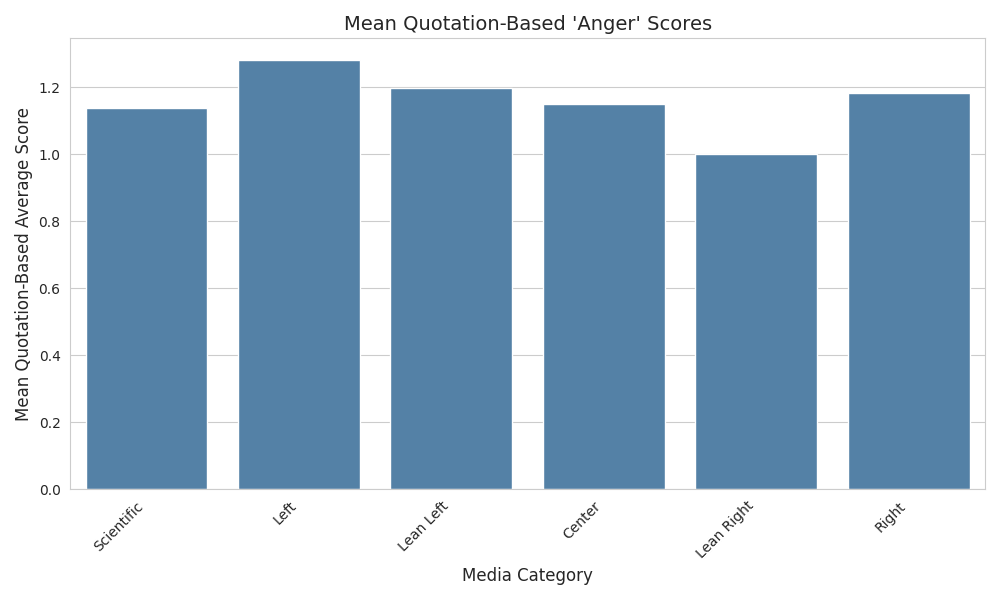 Mean Quotation-Based 'Anger' Scores
Mean Quotation-Based Average Score
1.2
1.0
0.8
0.6
0.4
0.2
0.0
Scientific
Left
Lean Left
Center
Lean Right
Right
Media Category